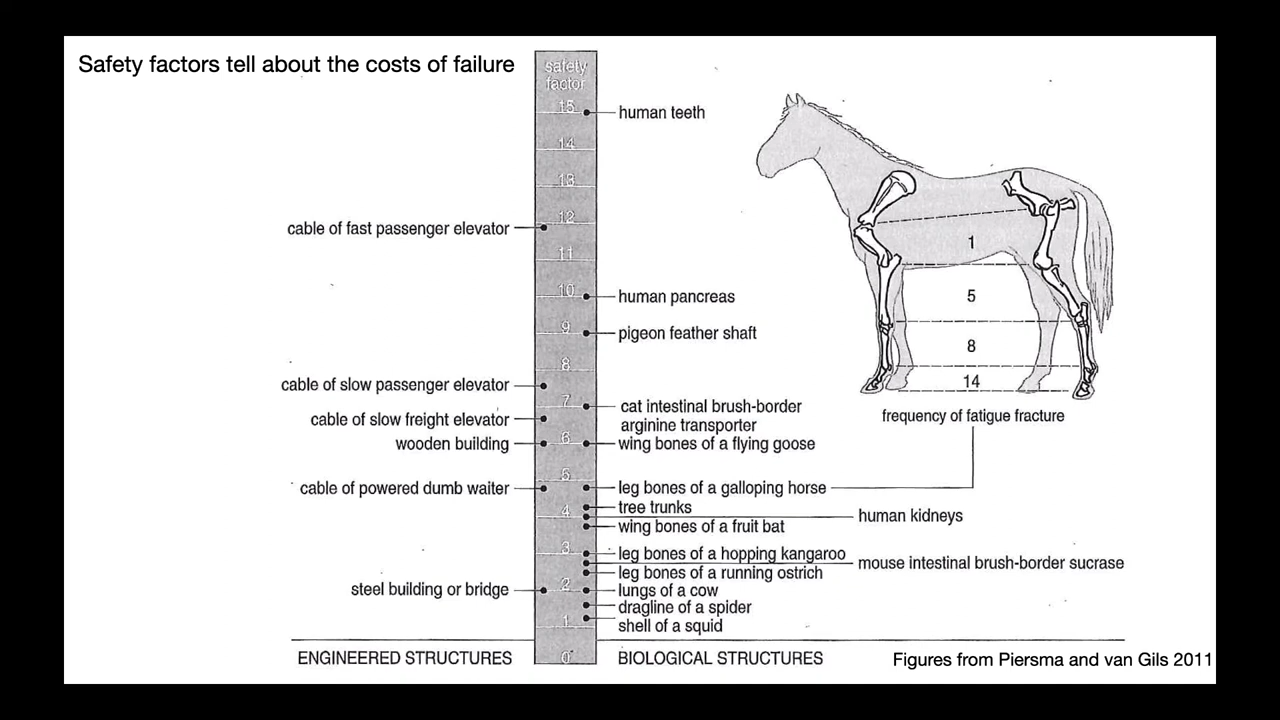 Safety factors tell about the costs of failure
safety
factor
15
14
13
12
11
10
9
8
7
6
5
4
3
2
1
0
human teeth
cable of fast passenger elevator
human pancreas
pigeon feather shaft
cable of slow passenger elevator
cat intestinal brush-border
arginine transporter
cable of slow freight elevator
wooden building
wing bones of a flying goose
cable of powered dumb waiter
leg bones of a galloping horse
tree trunks
human kidneys
wing bones of a fruit bat
leg bones of a hopping kangaroo
mouse intestinal brush-border sucrase
leg bones of a running ostrich
steel building or bridge
lungs of a cow
dragline of a spider
shell of a squid
ENGINEERED STRUCTURES
BIOLOGICAL STRUCTURES
1
5
8
14
frequency of fatigue fracture
Figures from Piersma and van Gils 2011